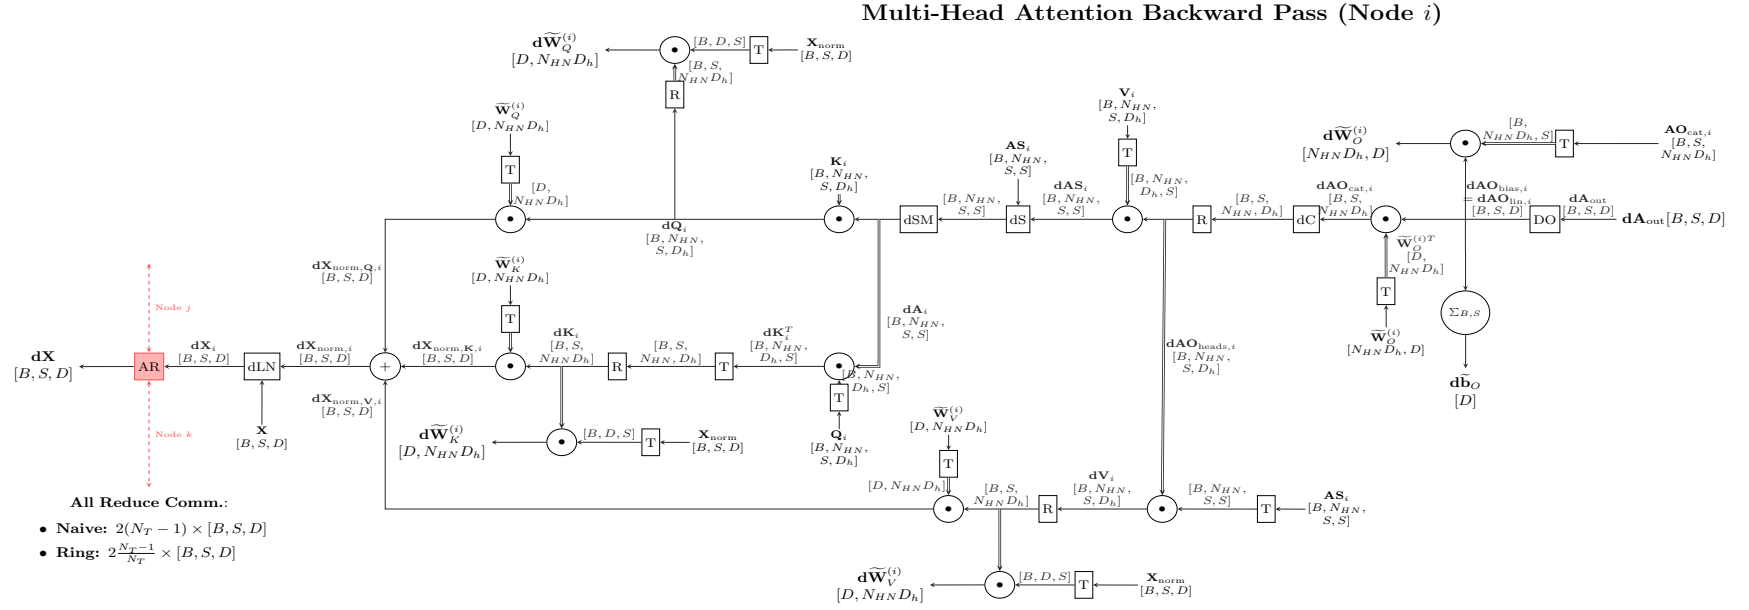 Multi-Head Attention Backward Pass (Node i)
dW̃_Q^(i)
[D, N_HN D_h]
[B, D, S]
T
X_norm
[B, S, D]
[B, S,
N_HN D_h]
R
W̃_Q^(i)
[D, N_HN D_h]
T
[D,
N_HN D_h]
K_i
[B, N_HN,
S, D_h]
AS_i
[B, N_HN,
S, S]
V_i
[B, N_HN,
S, D_h]
T
[B, N_HN,
D_h, S]
dW̃_O^(i)
[N_HN D_h, D]
[B,
N_HN D_h, S]
T
AO_cat,i
[B, S,
N_HN D_h]
dQ_i
[B, N_HN,
S, D_h]
dSM
[B, N_HN,
S, S]
dS
dAS_i
[B, N_HN,
S, S]
R
[B, S,
N_HN, D_h]
dC
dAO_cat,i
[B, S,
N_HN D_h]
dAO_bias,i
= dAO_lin,i
[B, S, D]
DO
dA_out
[B, S, D]
dA_out[B, S, D]
W̃_O^(i)T
[D,
N_HN D_h]
T
W̃_O^(i)
[N_HN D_h, D]
Σ_B,S
db̃_O
[D]
dX_norm,Q,i
[B, S, D]
W̃_K^(i)
[D, N_HN D_h]
T
dA_i
[B, N_HN,
S, S]
Node j
dX
[B, S, D]
AR
dX_i
[B, S, D]
dLN
dX_norm,i
[B, S, D]
+
dX_norm,K,i
[B, S, D]
dK_i
[B, S,
N_HN D_h]
R
[B, S,
N_HN, D_h]
T
dK_i^T
[B, N_HN,
D_h, S]
[B, N_HN,
D_h, S]
T
Q_i
[B, N_HN,
S, D_h]
dAO_heads,i
[B, N_HN,
S, D_h]
dX_norm,V,i
[B, S, D]
X
[B, S, D]
Node k
dW̃_K^(i)
[D, N_HN D_h]
[B, D, S]
T
X_norm
[B, S, D]
W̃_V^(i)
[D, N_HN D_h]
T
[D, N_HN D_h]
[B, S,
N_HN D_h]
R
dV_i
[B, N_HN,
S, D_h]
[B, N_HN,
S, S]
T
AS_i
[B, N_HN,
S, S]
All Reduce Comm.:
• Naive: 2(N_T − 1) × [B, S, D]
• Ring: 2 (N_T−1)/N_T × [B, S, D]
dW̃_V^(i)
[D, N_HN D_h]
[B, D, S]
T
X_norm
[B, S, D]